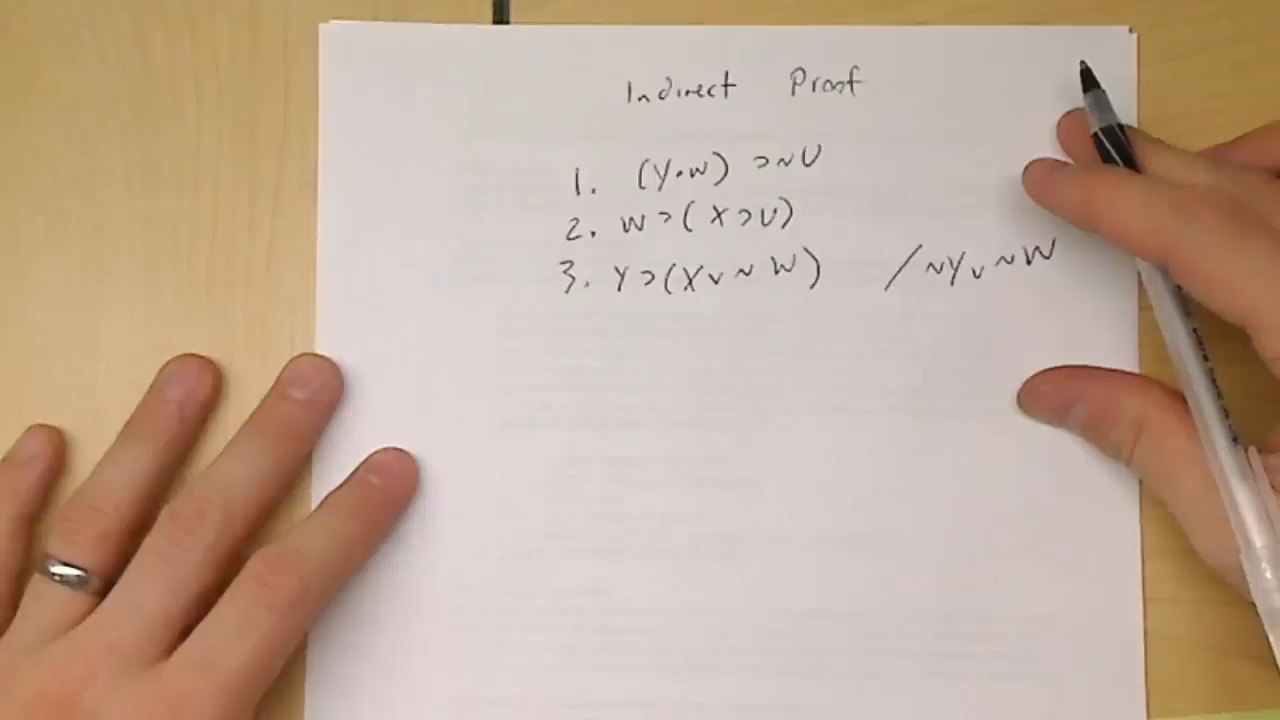 Indirect Proof
1. (Y•W) ⊃ ~U
2. W ⊃ (X ⊃ U)
3. Y ⊃ (X v ~W) / ~Y v ~W